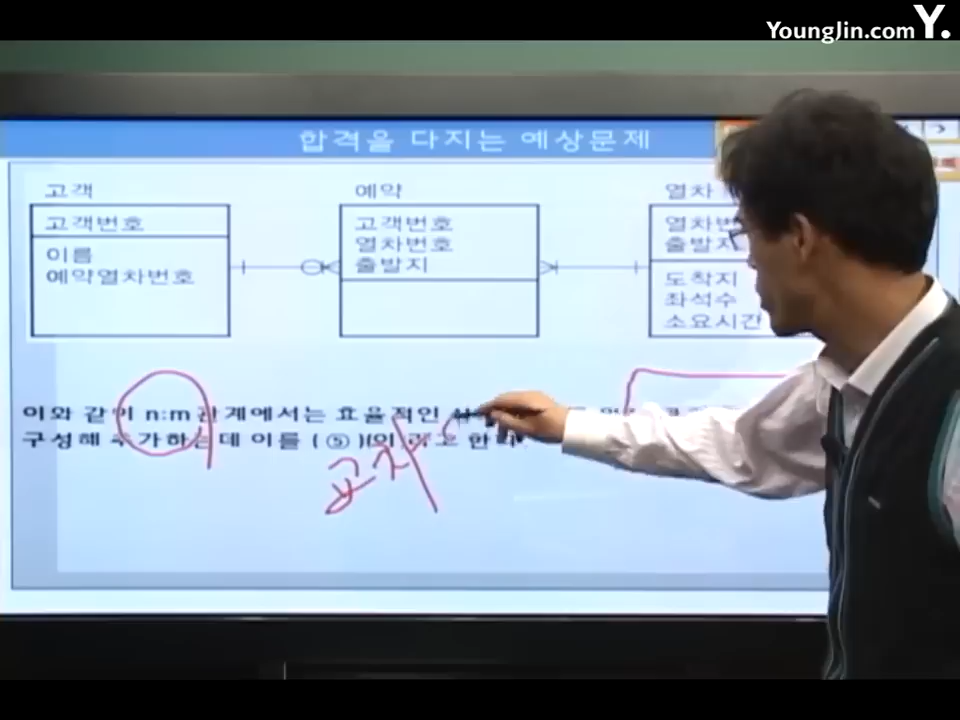 YoungJin.com Y.
합격을 다지는 예상문제
고객
고객번호
이름
예약열차번호
예약
고객번호
열차번호
출발지
열차
출발지
도착지
좌석수
소요시간
이와 같이 n:m 관계에서는 효율적인
구성해 추가하는데 이를 ( ⑤ )(이)라고 한다.
교차